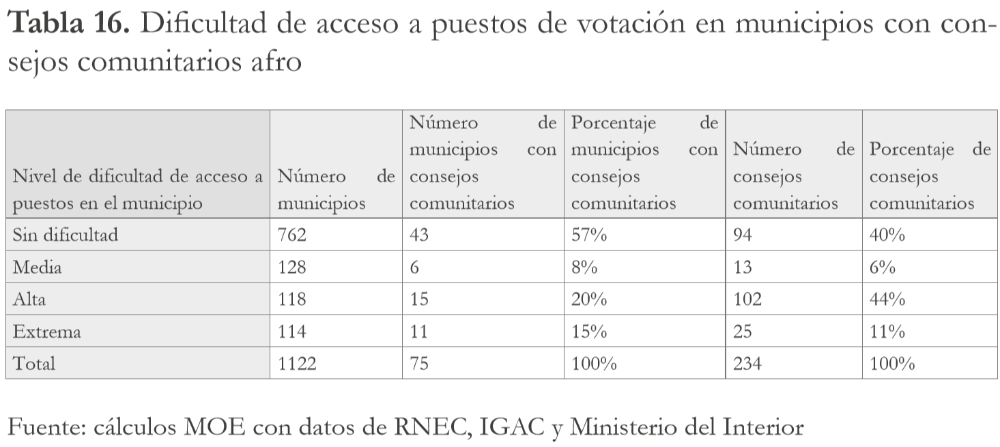 Tabla 16. Dificultad de acceso a puestos de votación en municipios con con-
sejos comunitarios afro
Nivel de dificultad de acceso a
puestos en el municipio
Número de
municipios
Número de
municipios con
consejos
comunitarios
Porcentaje de
municipios con
consejos
comunitarios
Número de
consejos
comunitarios
Porcentaje de
consejos
comunitarios
Sin dificultad 762 43 57% 94 40%
Media 128 6 8% 13 6%
Alta 118 15 20% 102 44%
Extrema 114 11 15% 25 11%
Total 1122 75 100% 234 100%
Fuente: cálculos MOE con datos de RNEC, IGAC y Ministerio del Interior